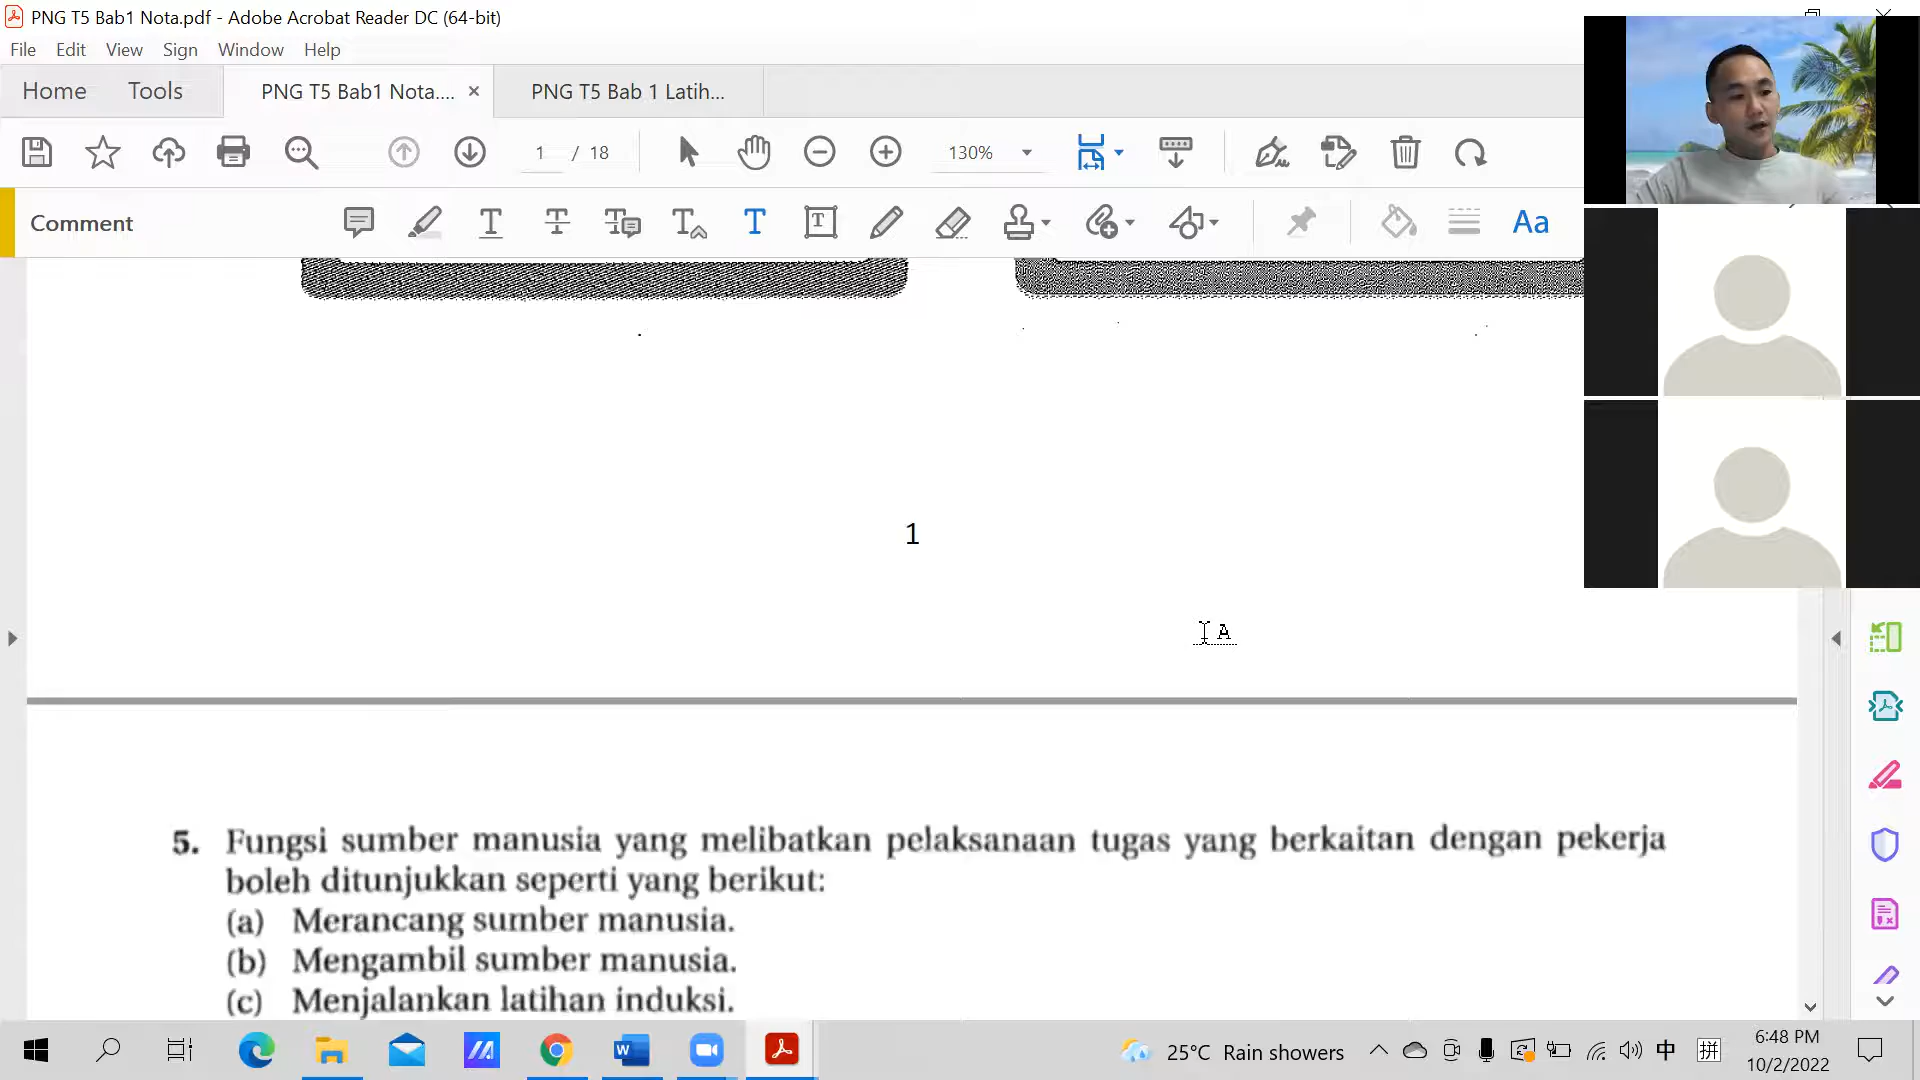 PNG T5 Bab1 Nota.pdf - Adobe Acrobat Reader DC (64-bit)
File Edit View Sign Window Help
Home Tools PNG T5 Bab1 Nota.... × PNG T5 Bab 1 Latih...
1 / 18 130%
Comment T T T T T T Aa
1
A
5. Fungsi sumber manusia yang melibatkan pelaksanaan tugas yang berkaitan dengan pekerja
boleh ditunjukkan seperti yang berikut:
(a) Merancang sumber manusia.
(b) Mengambil sumber manusia.
(c) Menjalankan latihan induksi.
25°C Rain showers 中 拼 6:48 PM
10/2/2022